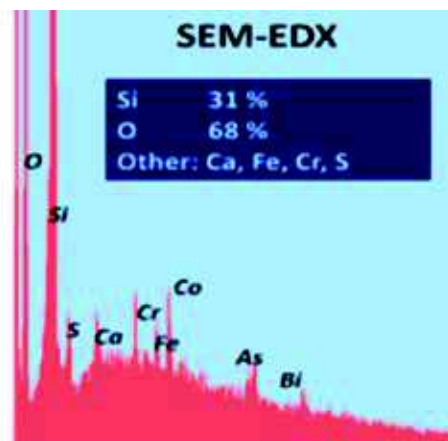 SEM-EDX
Si 31 %
O 68 %
Other: Ca, Fe, Cr, S
O
Si
S
Ca
Cr
Fe
Co
As
Bi